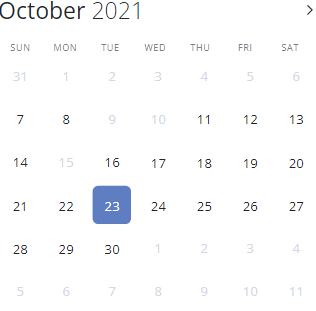 October 2021
SUN MON TUE WED THU FRI SAT
31 1 2 3 4 5 6
7 8 9 10 11 12 13
14 15 16 17 18 19 20
21 22 23 24 25 26 27
28 29 30 1 2 3 4
5 6 7 8 9 10 11